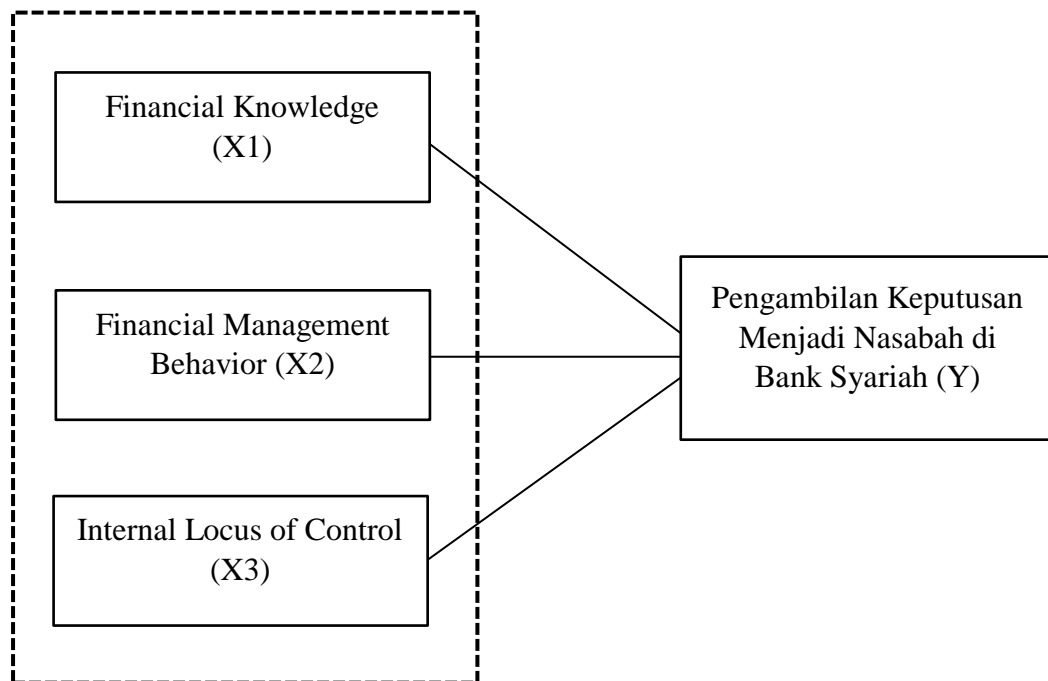 Financial Knowledge
(X1)
Financial Management
Behavior (X2)
Internal Locus of Control
(X3)
Pengambilan Keputusan
Menjadi Nasabah di
Bank Syariah (Y)